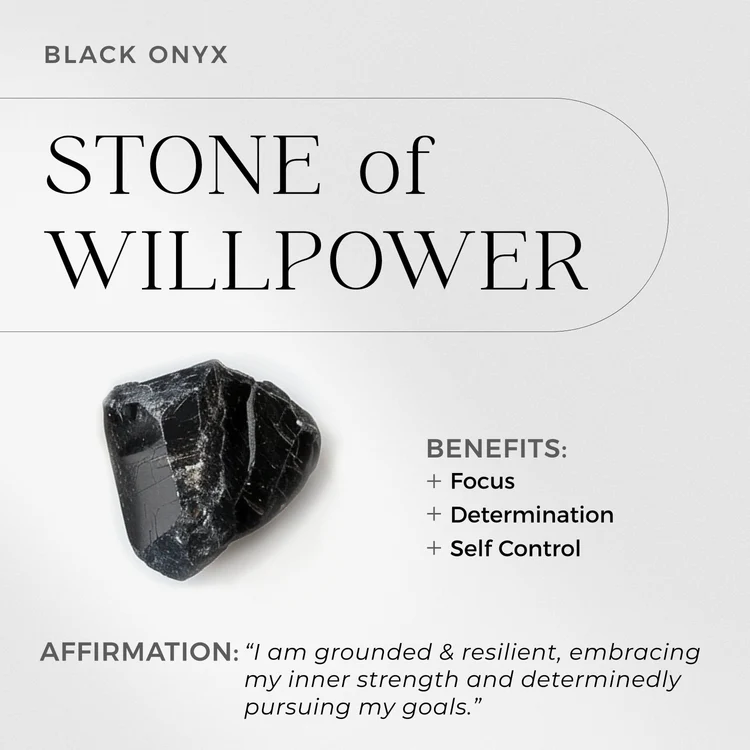 BLACK ONYX
STONE of
WILLPOWER
BENEFITS:
+ Focus
+ Determination
+ Self Control
AFFIRMATION: “I am grounded & resilient, embracing
my inner strength and determinedly
pursuing my goals.”